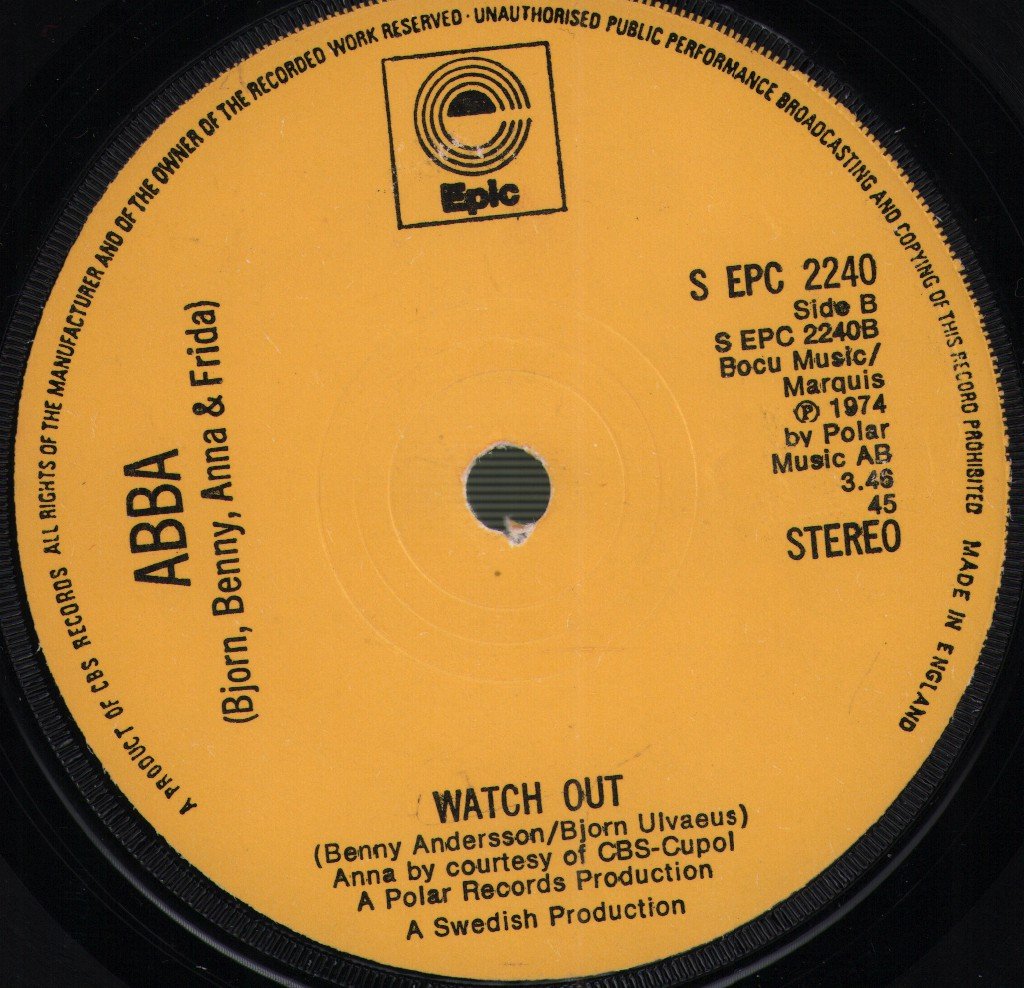 A PRODUCT OF CBS RECORDS ALL RIGHTS OF THE MANUFACTURER AND OF THE OWNER OF THE RECORDED WORK RESERVED · UNAUTHORISED PUBLIC PERFORMANCE BROADCASTING AND COPYING OF THIS RECORD PROHIBITED MADE IN ENGLAND
e
Epic
ABBA
(Bjorn, Benny, Anna & Frida)
S EPC 2240
Side B
S EPC 2240B
Bocu Music/
Marquis
Ⓟ 1974
by Polar
Music AB
3.46
45
STEREO
WATCH OUT
(Benny Andersson/Bjorn Ulvaeus)
Anna by courtesy of CBS-Cupol
A Polar Records Production
A Swedish Production